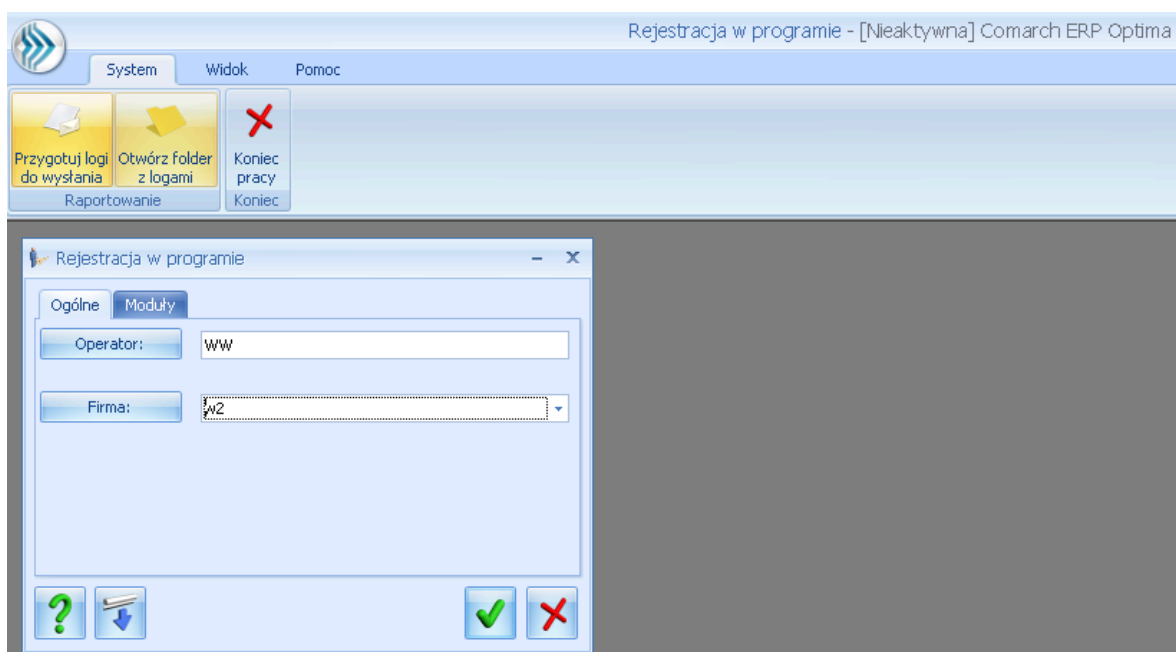 Rejestracja w programie - [Nieaktywna] Comarch ERP Optima
System Widok Pomoc
Przygotuj logi do wysłania
Otwórz folder z logami
Koniec pracy
Raportowanie Koniec
Rejestracja w programie
Ogólne Moduły
Operator: WW
Firma: w2